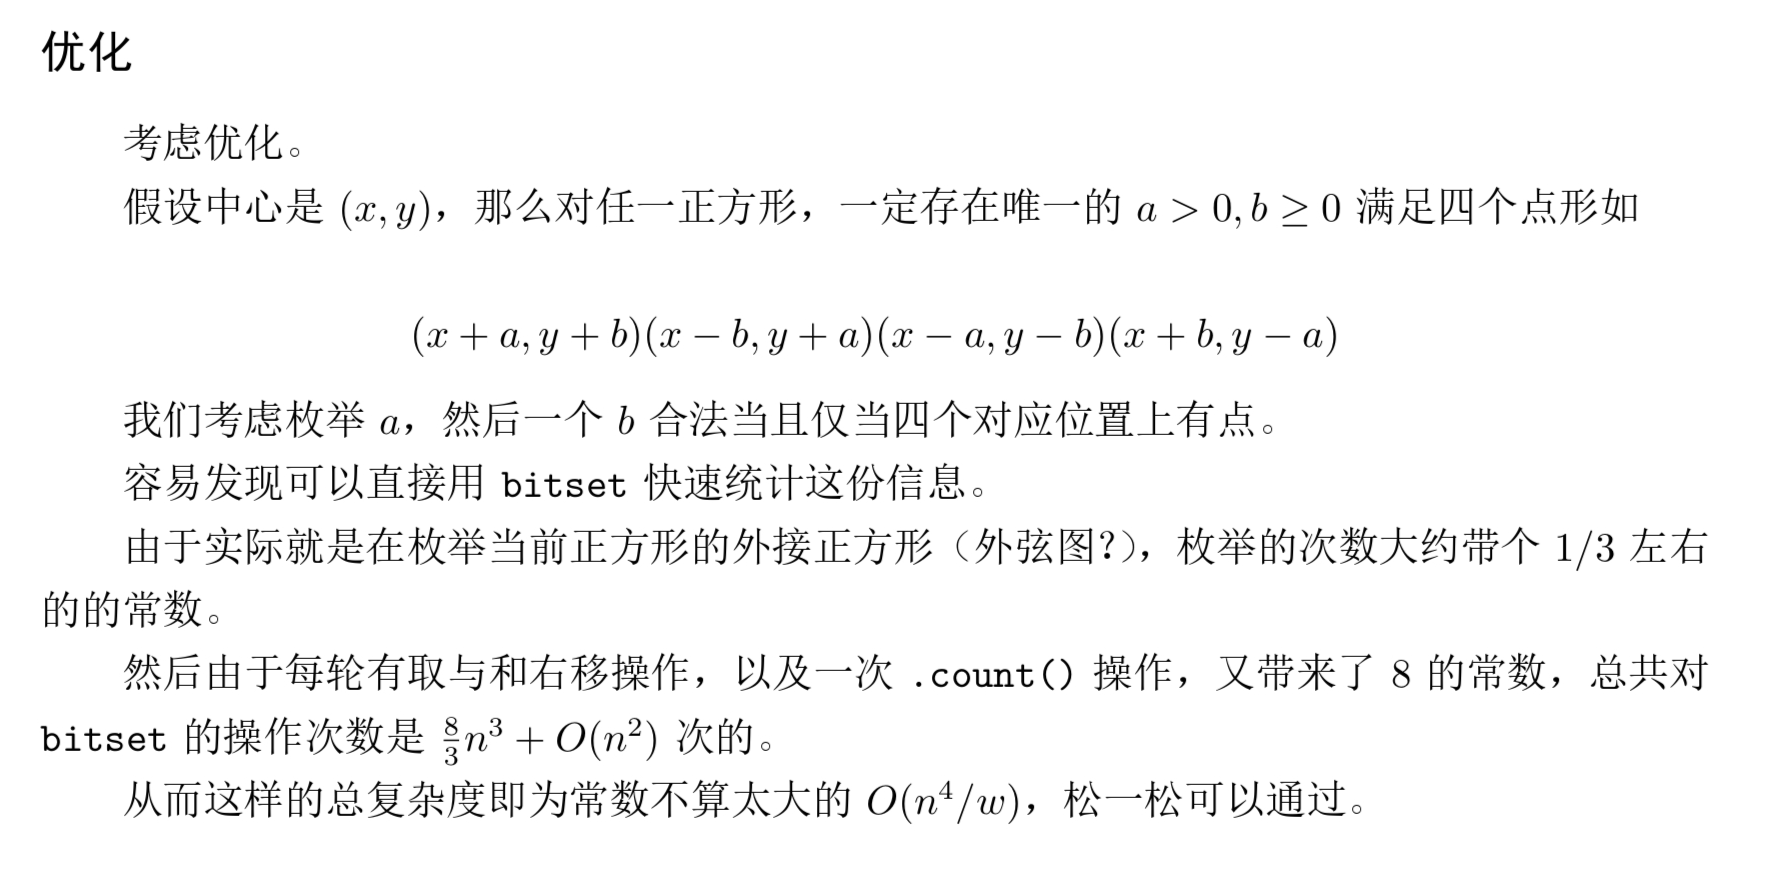 优化
考虑优化。
假设中心是 (x, y)，那么对任一正方形，一定存在唯一的 a > 0, b ≥ 0 满足四个点形如
(x + a, y + b)(x − b, y + a)(x − a, y − b)(x + b, y − a)
我们考虑枚举 a，然后一个 b 合法当且仅当四个对应位置上有点。
容易发现可以直接用 bitset 快速统计这份信息。
由于实际就是在枚举当前正方形的外接正方形（外弦图？），枚举的次数大约带个 1/3 左右
的的常数。
然后由于每轮有取与和右移操作，以及一次 .count() 操作，又带来了 8 的常数，总共对
bitset 的操作次数是 \frac{8}{3}n^3 + O(n^2) 次的。
从而这样的总复杂度即为常数不算太大的 O(n^4/w)，松一松可以通过。